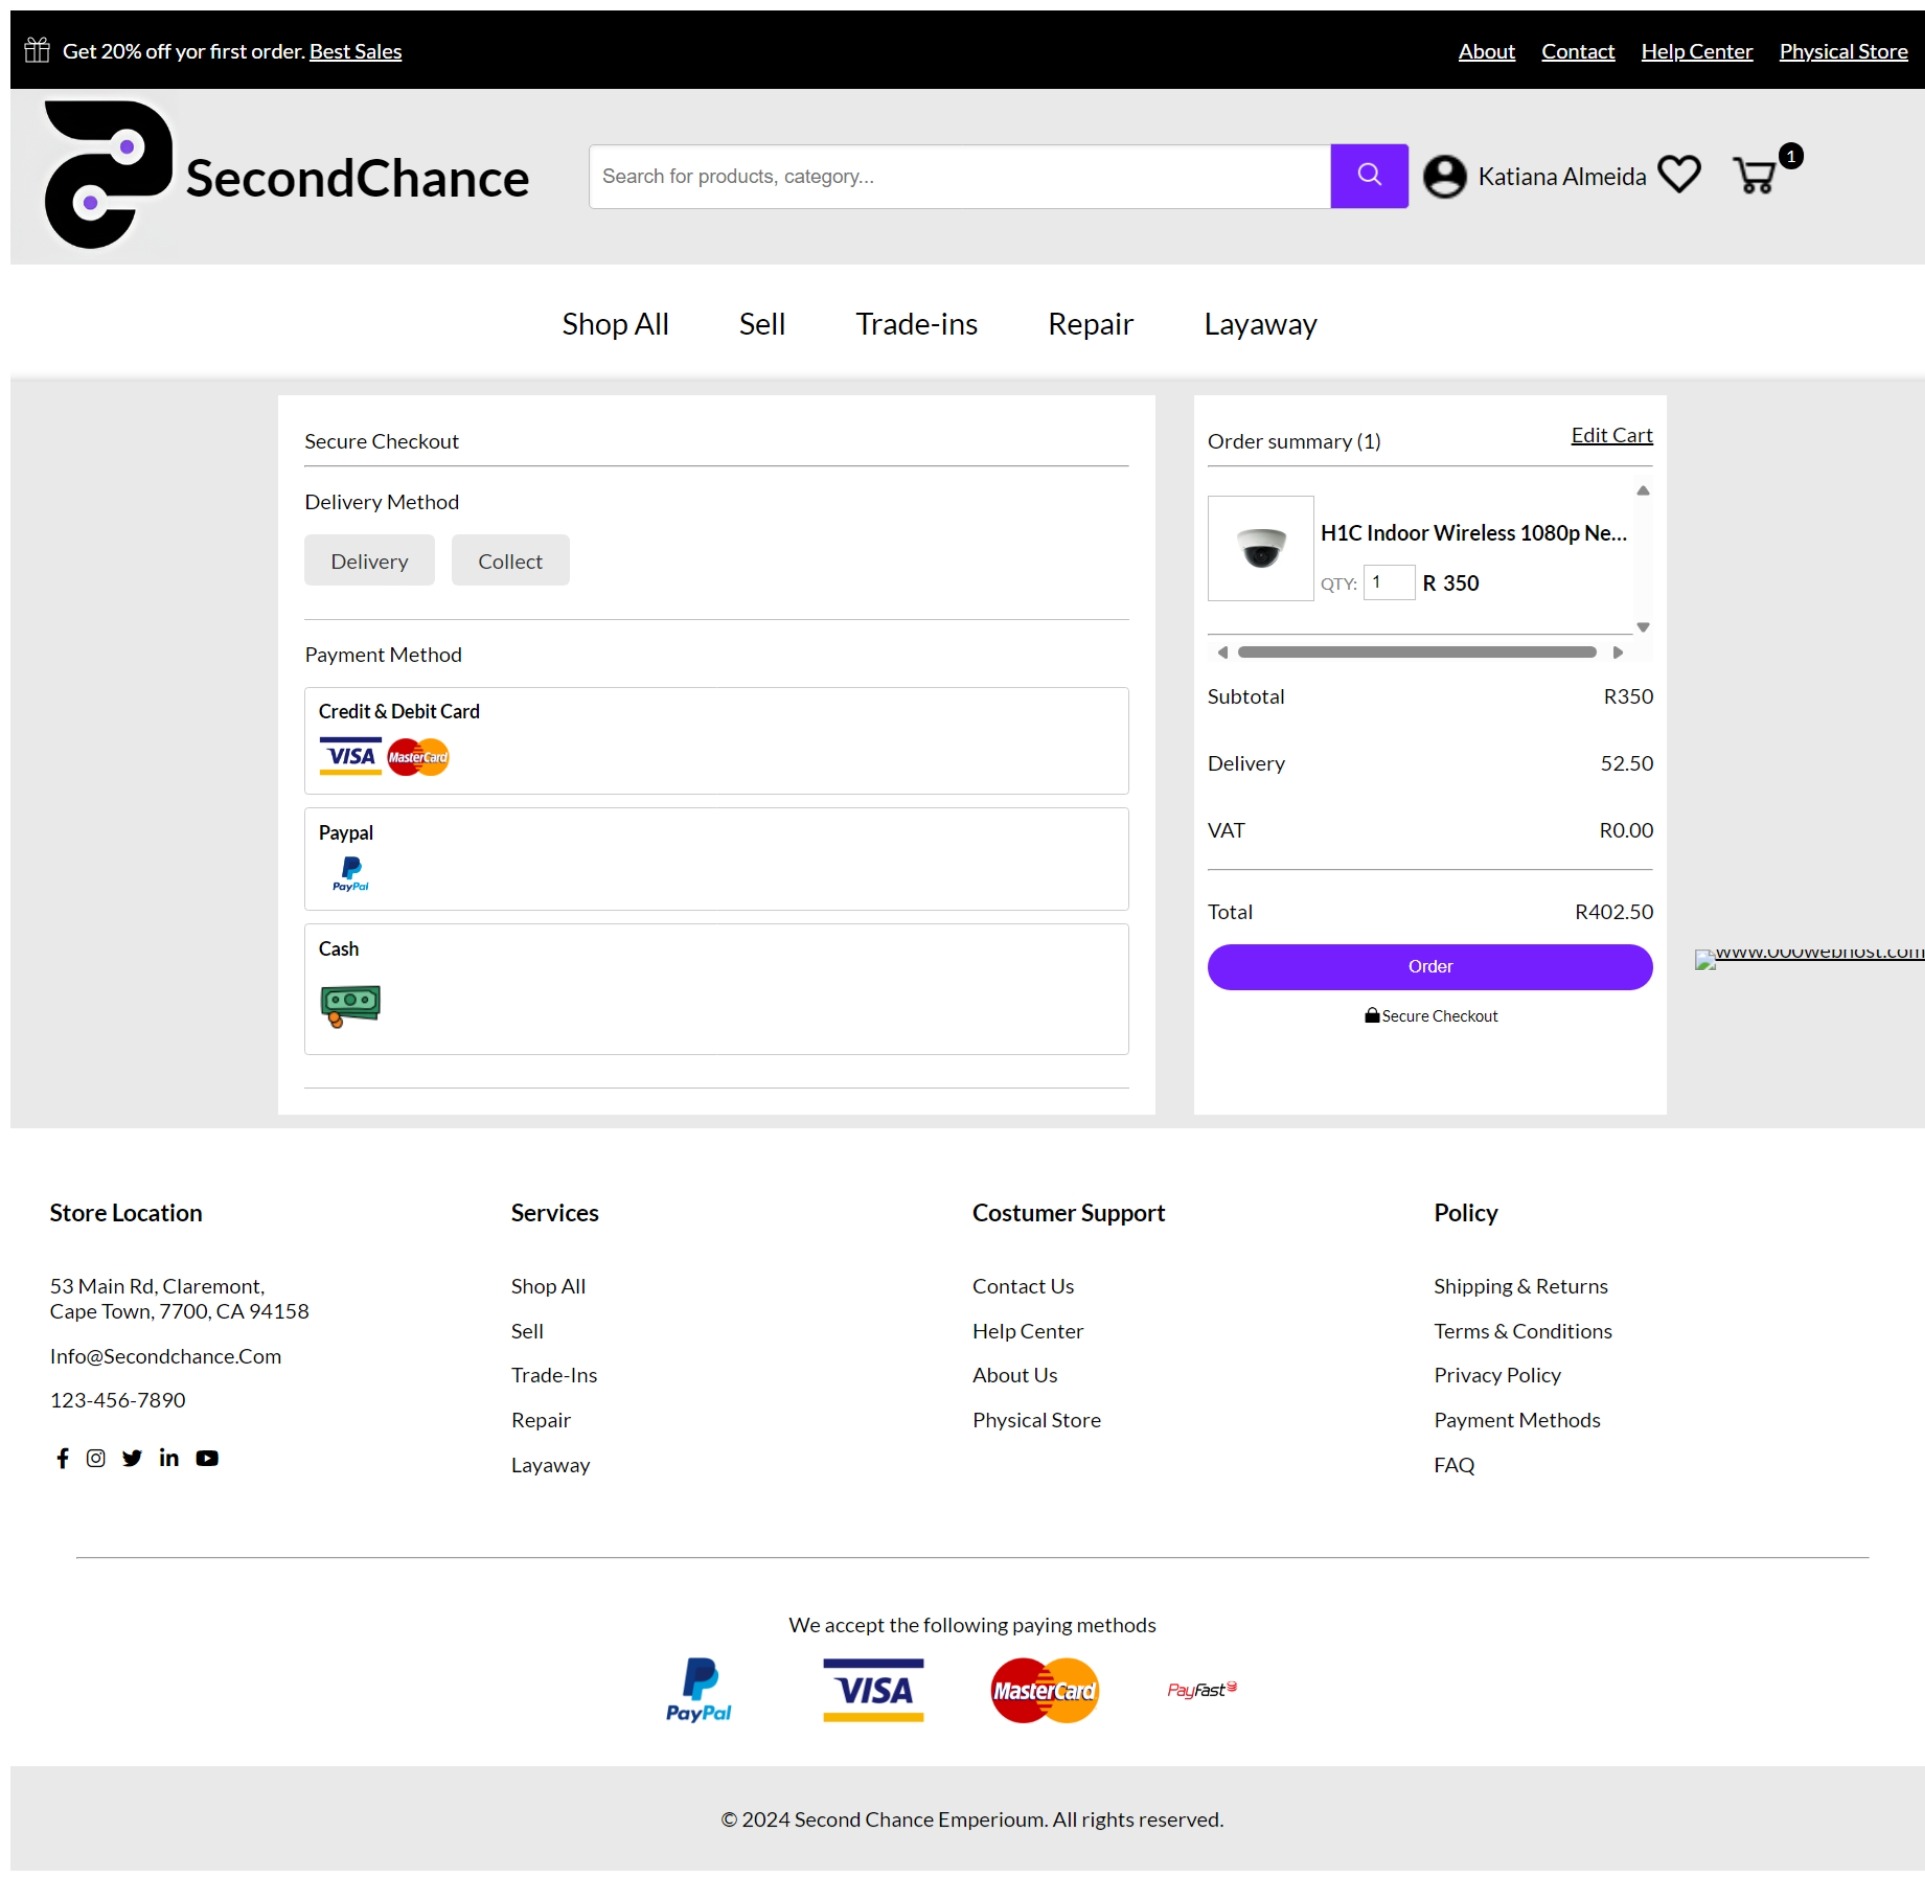 Get 20% off yor first order. Best Sales
About Contact Help Center Physical Store
SecondChance
Search for products, category...
Katiana Almeida
1
Shop All Sell Trade-ins Repair Layaway
Secure Checkout
Delivery Method
Delivery Collect
Payment Method
Credit & Debit Card
VISA MasterCard
Paypal
PayPal
Cash
Order summary (1) Edit Cart
H1C Indoor Wireless 1080p Ne...
QTY: 1 R 350
Subtotal R350
Delivery 52.50
VAT R0.00
Total R402.50
Order
Secure Checkout
www.000webhost.com
Store Location
53 Main Rd, Claremont,
Cape Town, 7700, CA 94158
Info@Secondchance.Com
123-456-7890
Services
Shop All
Sell
Trade-Ins
Repair
Layaway
Costumer Support
Contact Us
Help Center
About Us
Physical Store
Policy
Shipping & Returns
Terms & Conditions
Privacy Policy
Payment Methods
FAQ
We accept the following paying methods
PayPal VISA MasterCard PayFast
© 2024 Second Chance Emperioum. All rights reserved.